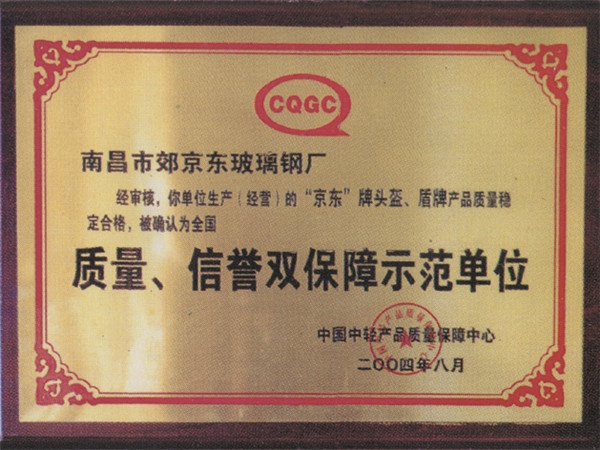 CQGC
南昌市郊京东玻璃钢厂
经审核，你单位生产（经营）的“京东”牌头盔、盾牌产品质量稳
定合格，被确认为全国
质量、信誉双保障示范单位
中国中轻产品质量保障中心
二〇〇四年八月